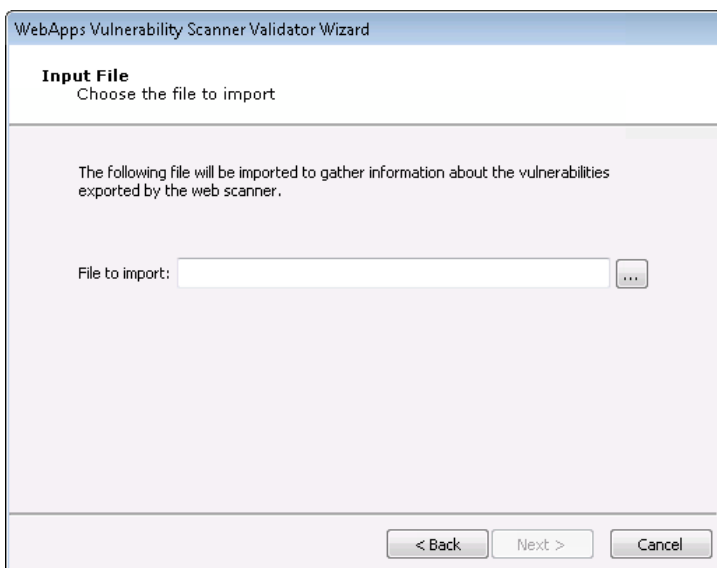 WebApps Vulnerability Scanner Validator Wizard
Input File
Choose the file to import
The following file will be imported to gather information about the vulnerabilities
exported by the web scanner.
File to import: ...
< Back Next > Cancel